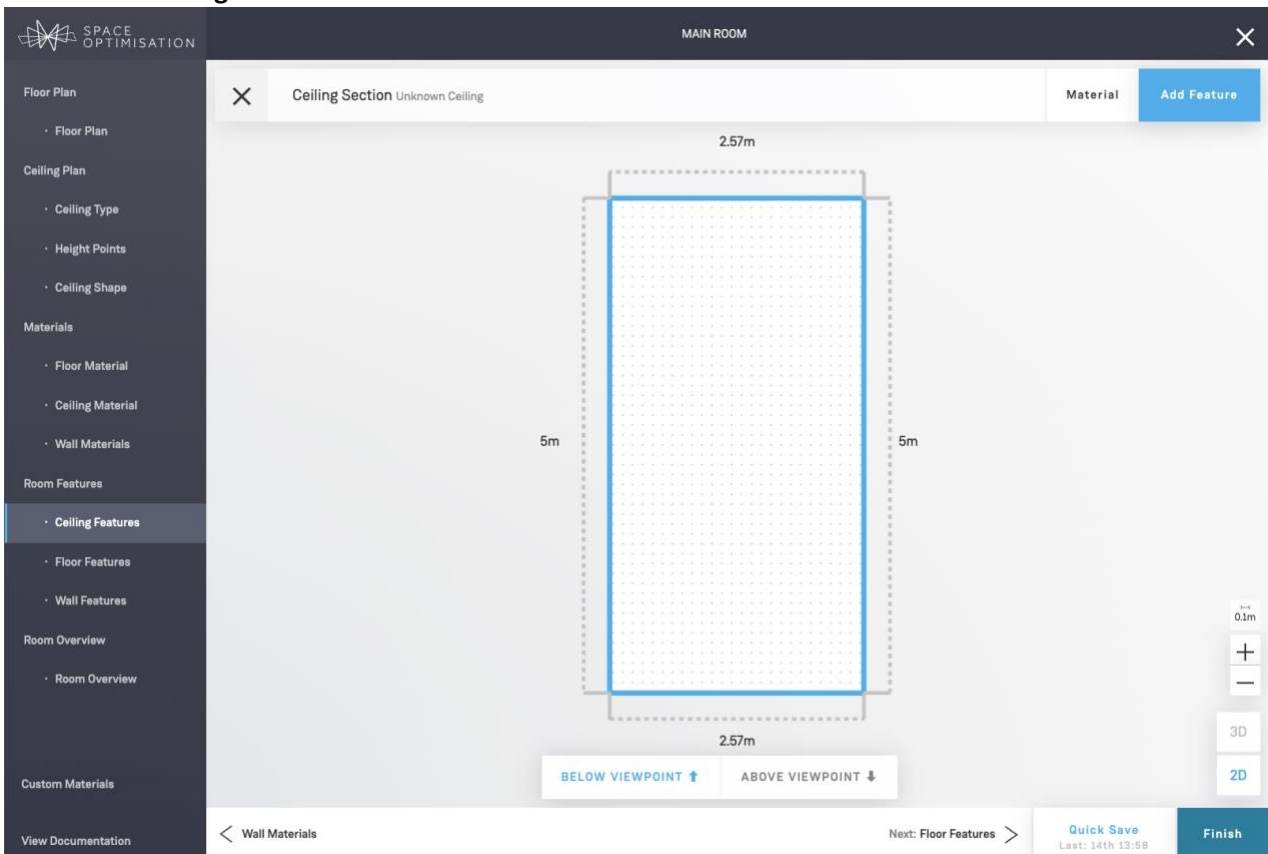 SPACE
OPTIMISATION
MAIN ROOM
Floor Plan
· Floor Plan
Ceiling Plan
· Ceiling Type
· Height Points
· Ceiling Shape
Materials
· Floor Material
· Ceiling Material
· Wall Materials
Room Features
· Ceiling Features
· Floor Features
· Wall Features
Room Overview
· Room Overview
Custom Materials
View Documentation
Ceiling Section Unknown Ceiling
Material
Add Feature
2.57m
5m
5m
2.57m
BELOW VIEWPOINT ⬆
ABOVE VIEWPOINT ⬇
0.1m
3D
2D
Wall Materials
Next: Floor Features
Quick Save
Last: 14th 13:58
Finish